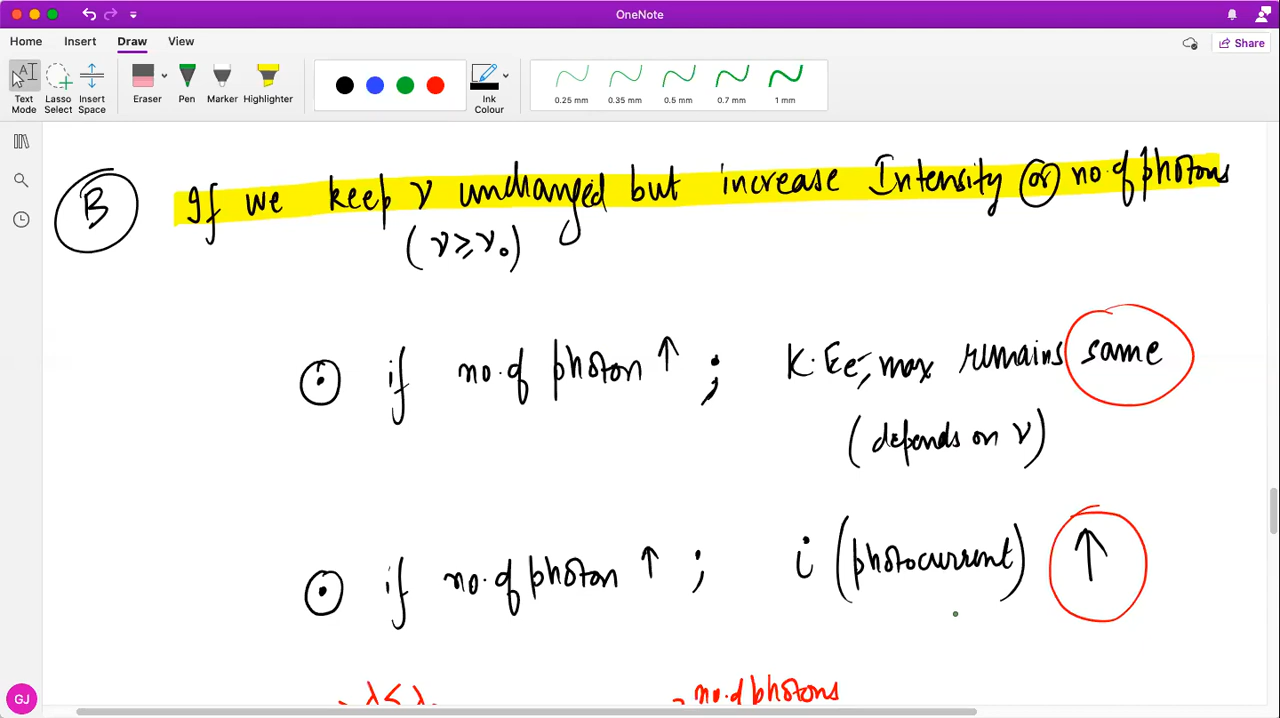 OneNote
Home Insert Draw View
Share
Text Mode
Lasso Select
Insert Space
Eraser
Pen
Marker
Highlighter
Ink Colour
0.25 mm 0.35 mm 0.5 mm 0.7 mm 1 mm
B If we keep ν unchanged but increase Intensity or no. of photons
(ν ≥ ν₀)
⊙ if no. of photon ↑ ; K.Ee⁻,max remains same
(depends on ν)
⊙ if no. of photon ↑ ; i (photocurrent) ↑
no. of photons
GJ